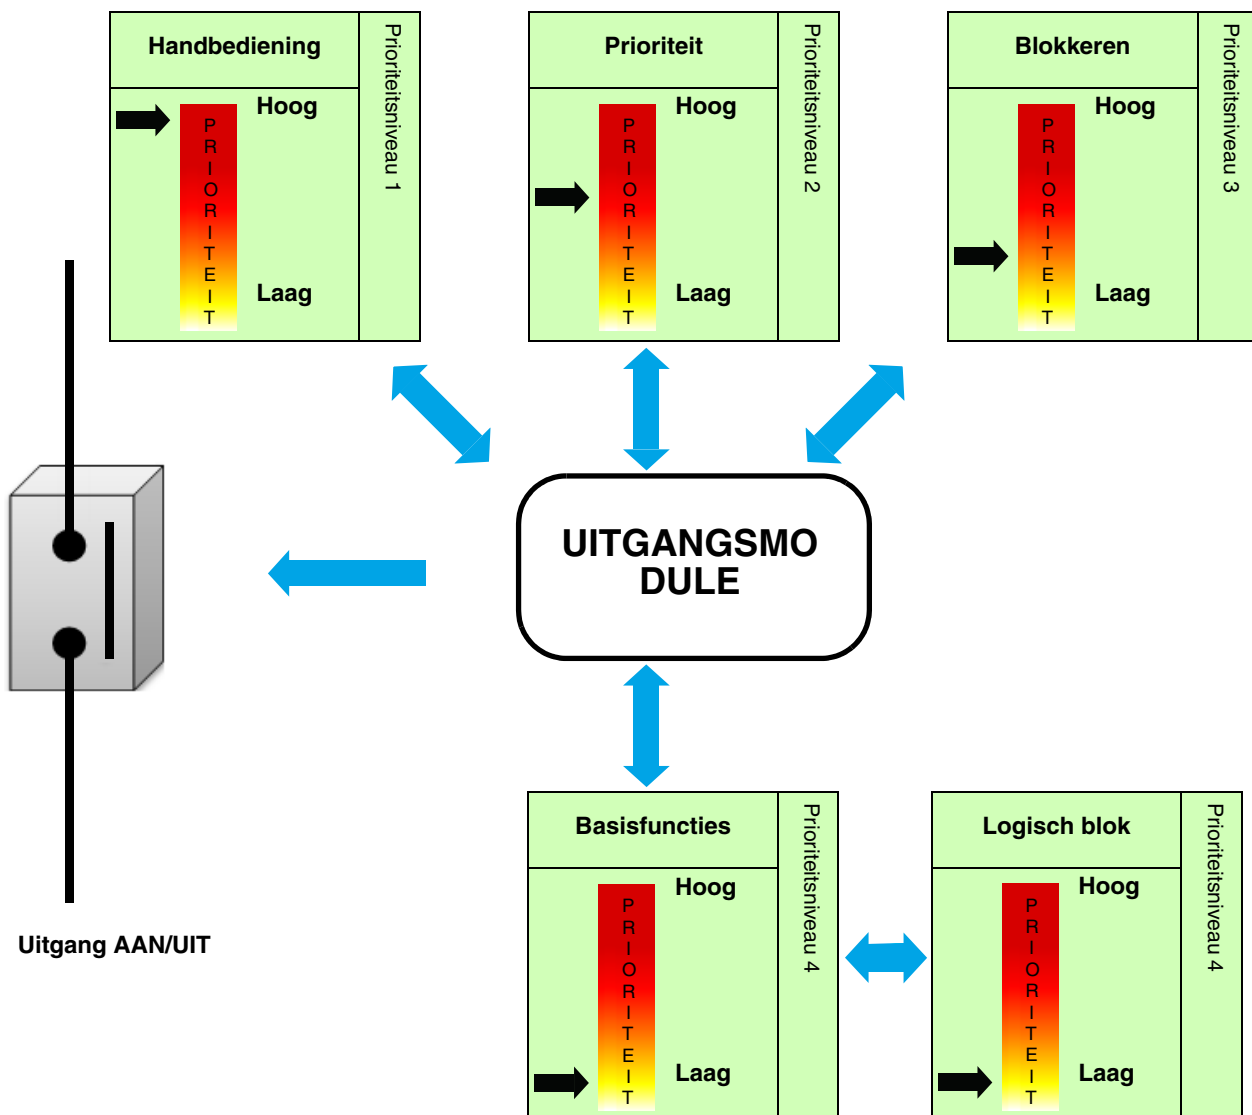 Handbediening
Prioriteitsniveau 1
Hoog
PRIORITEIT
Laag
Prioriteit
Prioriteitsniveau 2
Hoog
PRIORITEIT
Laag
Blokkeren
Prioriteitsniveau 3
Hoog
PRIORITEIT
Laag
UITGANGSMO
DULE
Uitgang AAN/UIT
Basisfuncties
Prioriteitsniveau 4
Hoog
PRIORITEIT
Laag
Logisch blok
Prioriteitsniveau 4
Hoog
PRIORITEIT
Laag